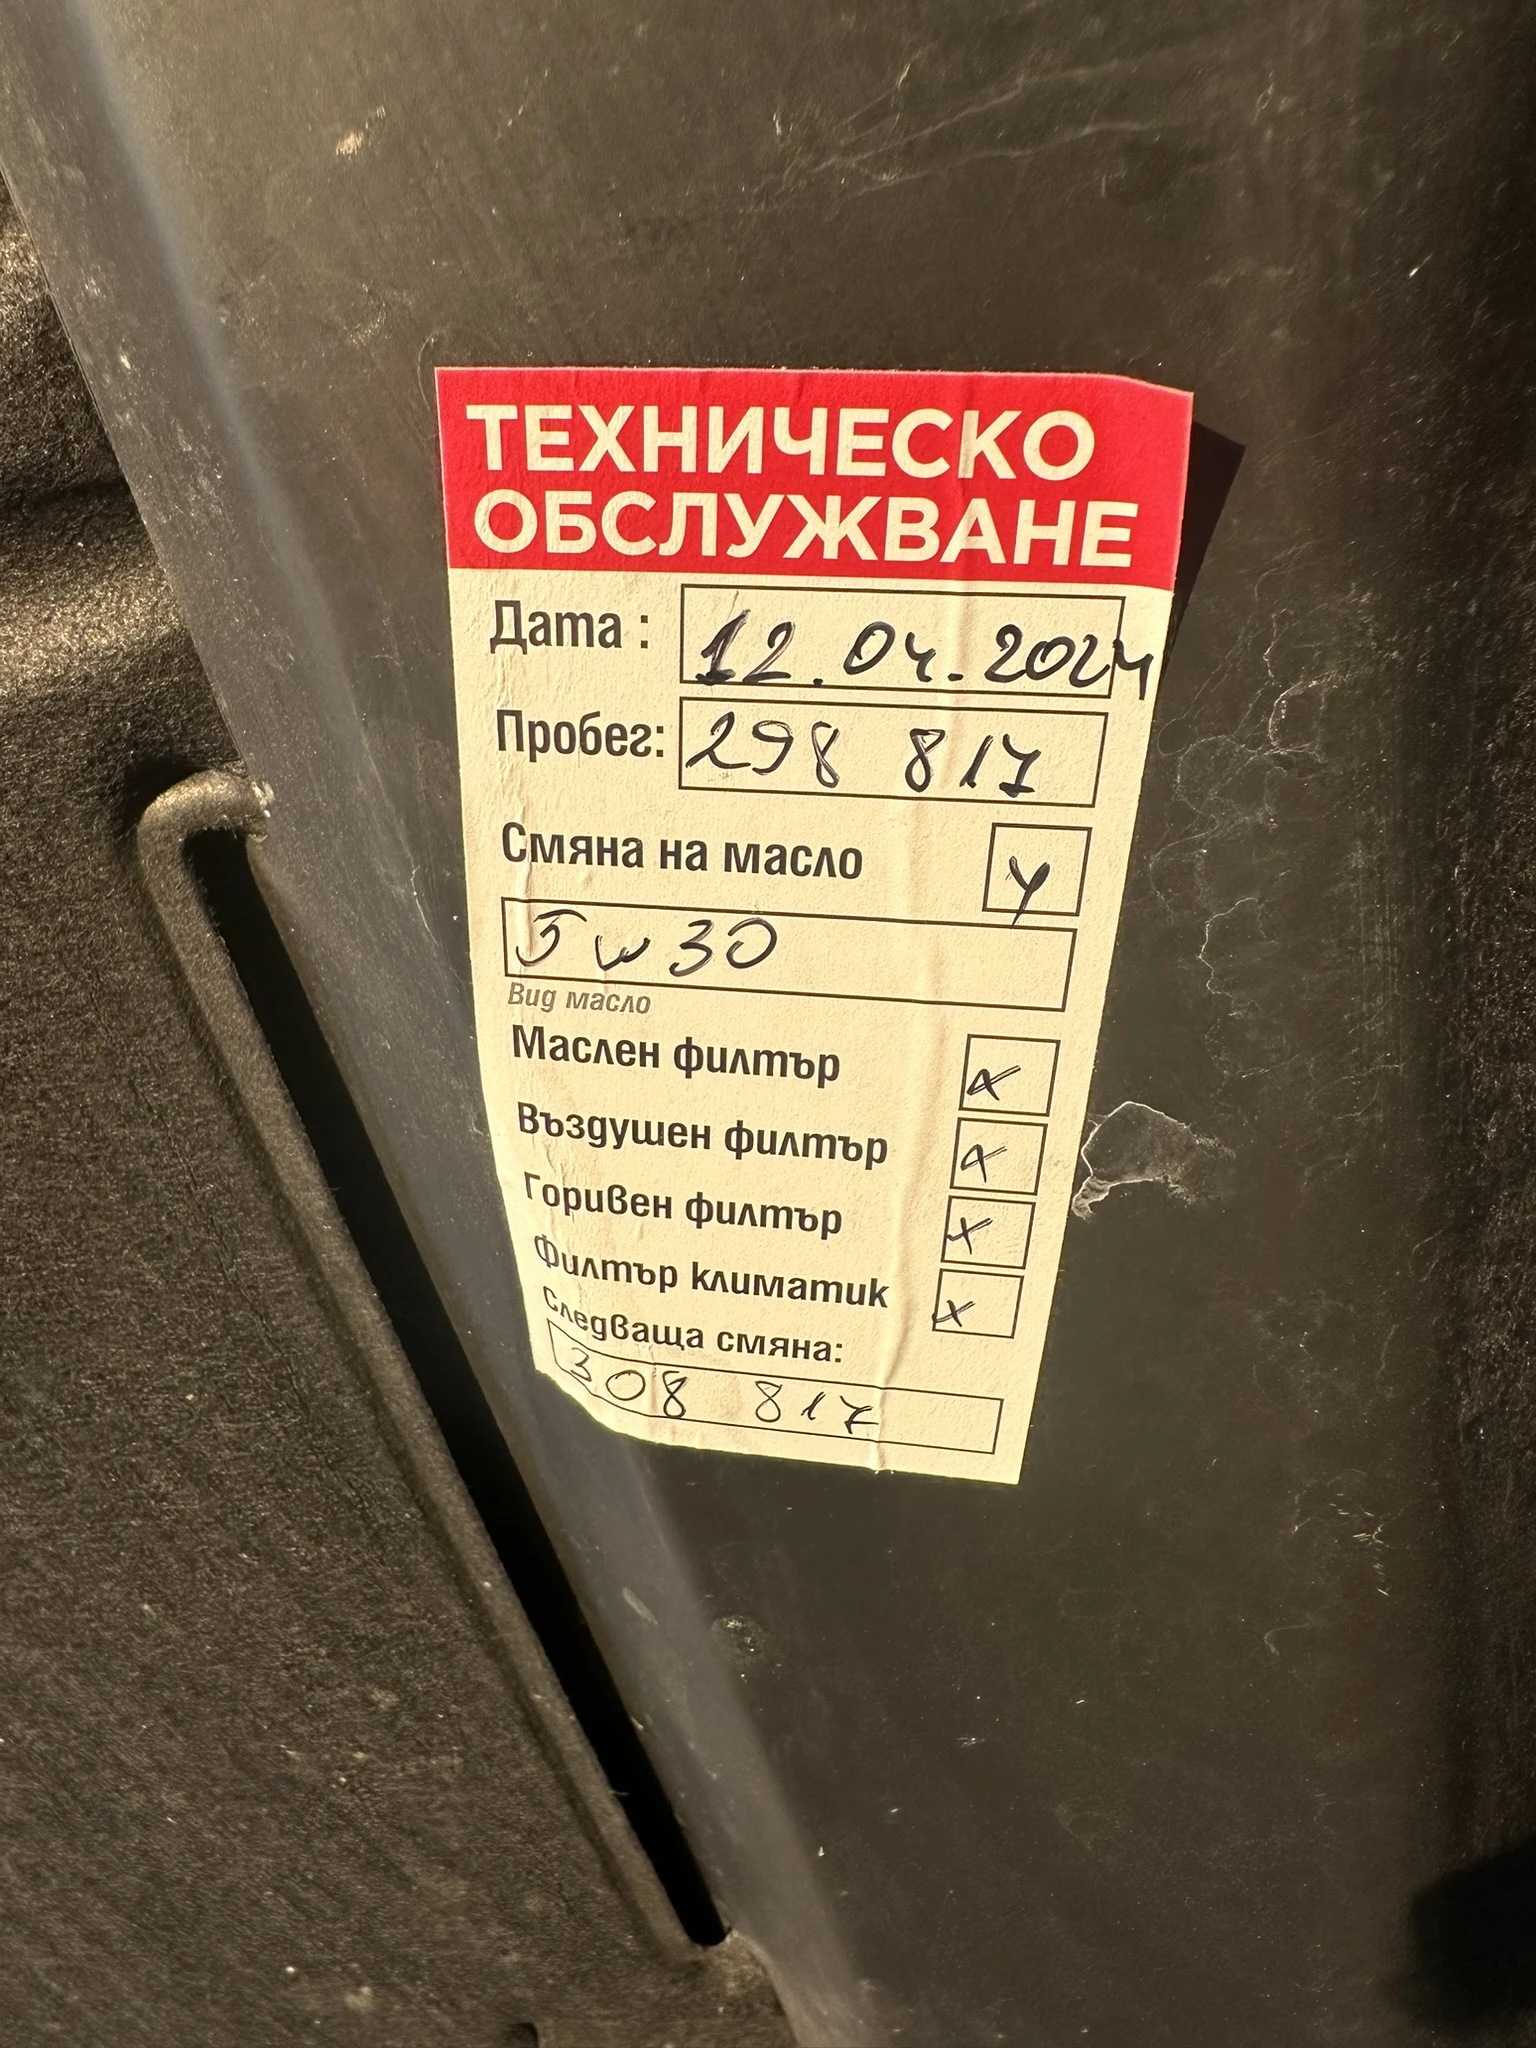 ТЕХНИЧЕСКО
ОБСЛУЖВАНЕ
Дата : 12.04.2024
Пробег: 298 817
Смяна на масло У
5w30
Вид масло
Маслен филтър x
Въздушен филтър x
Горивен филтър x
Филтър климатик x
Следваща смяна:
308 817